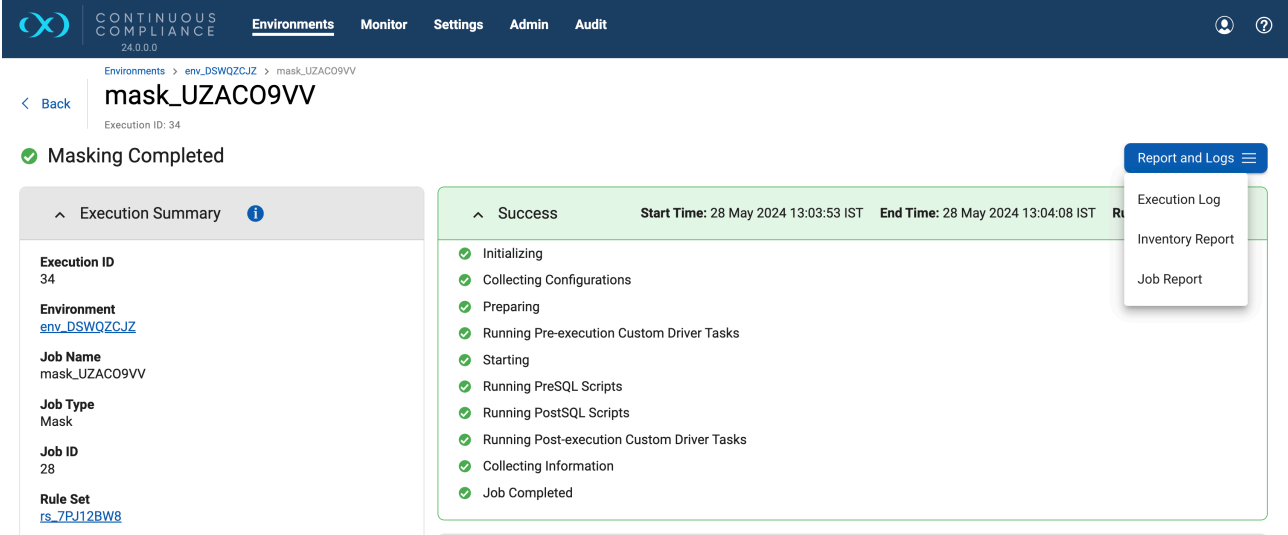 CONTINUOUS
COMPLIANCE
24.0.0.0
Environments Monitor Settings Admin Audit
Environments > env_DSWQZCJZ > mask_UZACO9VV
< Back
mask_UZACO9VV
Execution ID: 34
Masking Completed
Report and Logs
Execution Log
Inventory Report
Job Report
Execution Summary
Execution ID
34
Environment
env_DSWQZCJZ
Job Name
mask_UZACO9VV
Job Type
Mask
Job ID
28
Rule Set
rs_7PJ12BW8
Success Start Time: 28 May 2024 13:03:53 IST End Time: 28 May 2024 13:04:08 IST
Initializing
Collecting Configurations
Preparing
Running Pre-execution Custom Driver Tasks
Starting
Running PreSQL Scripts
Running PostSQL Scripts
Running Post-execution Custom Driver Tasks
Collecting Information
Job Completed